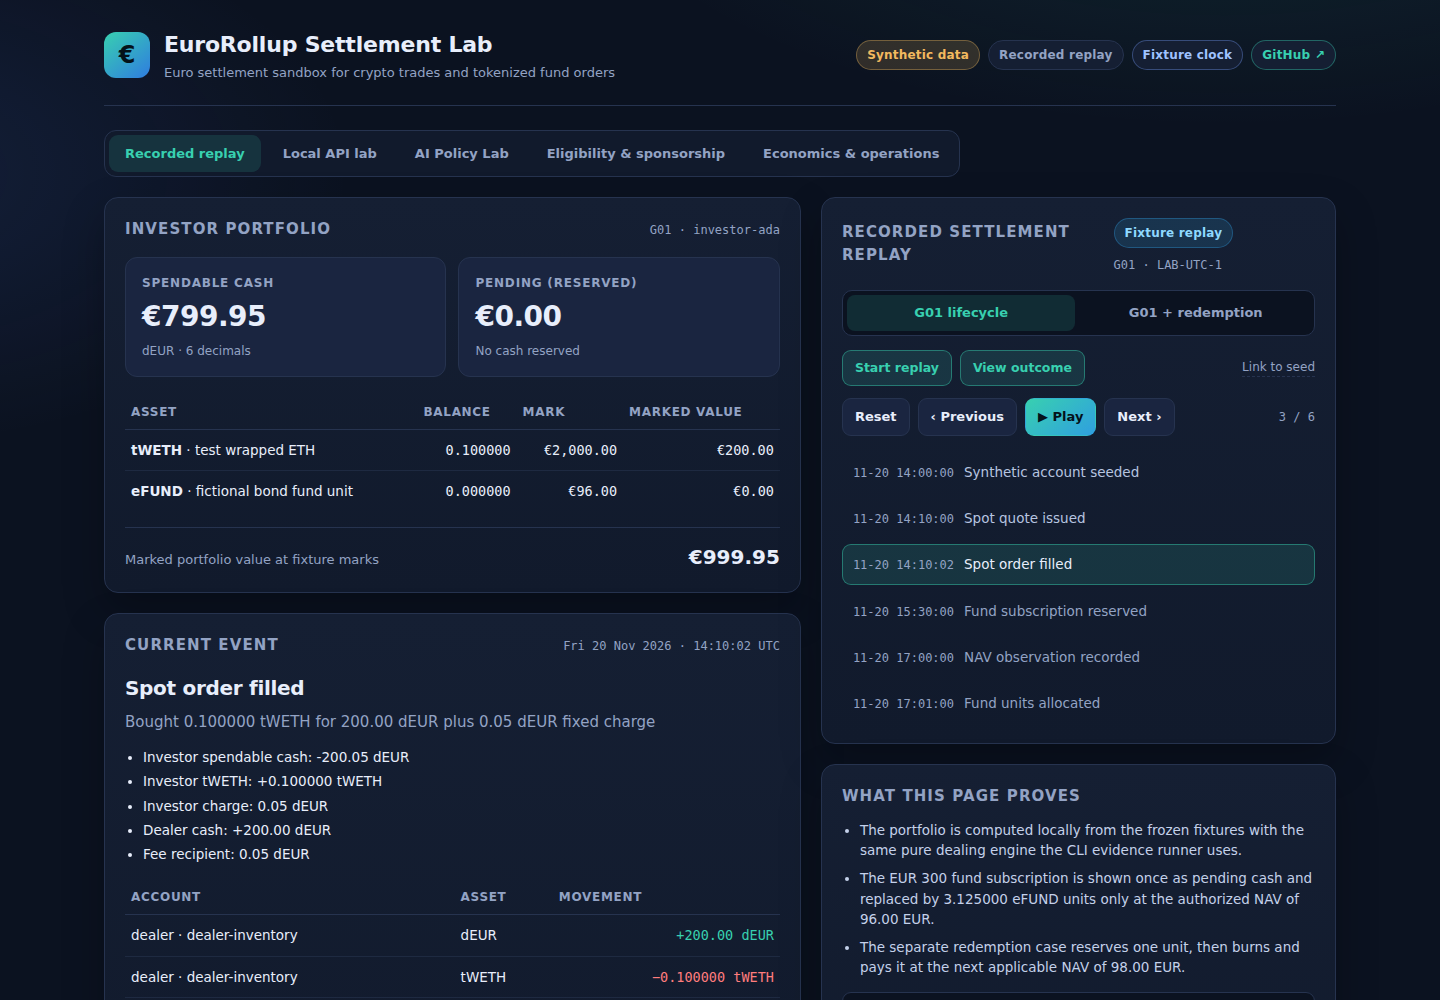 €
EuroRollup Settlement Lab
Euro settlement sandbox for crypto trades and tokenized fund orders
Synthetic data
Recorded replay
Fixture clock
GitHub ↗
Recorded replay
Local API lab
AI Policy Lab
Eligibility & sponsorship
Economics & operations
INVESTOR PORTFOLIO
G01 · investor-ada
SPENDABLE CASH
€799.95
dEUR · 6 decimals
PENDING (RESERVED)
€0.00
No cash reserved
ASSET BALANCE MARK MARKED VALUE
tWETH · test wrapped ETH 0.100000 €2,000.00 €200.00
eFUND · fictional bond fund unit 0.000000 €96.00 €0.00
Marked portfolio value at fixture marks €999.95
CURRENT EVENT
Fri 20 Nov 2026 · 14:10:02 UTC
Spot order filled
Bought 0.100000 tWETH for 200.00 dEUR plus 0.05 dEUR fixed charge
• Investor spendable cash: -200.05 dEUR
• Investor tWETH: +0.100000 tWETH
• Investor charge: 0.05 dEUR
• Dealer cash: +200.00 dEUR
• Fee recipient: 0.05 dEUR
ACCOUNT ASSET MOVEMENT
dealer · dealer-inventory dEUR +200.00 dEUR
dealer · dealer-inventory tWETH −0.100000 tWETH
RECORDED SETTLEMENT
REPLAY
Fixture replay
G01 · LAB-UTC-1
G01 lifecycle
G01 + redemption
Start replay
View outcome
Link to seed
Reset
‹ Previous
▶ Play
Next ›
3 / 6
11-20 14:00:00 Synthetic account seeded
11-20 14:10:00 Spot quote issued
11-20 14:10:02 Spot order filled
11-20 15:30:00 Fund subscription reserved
11-20 17:00:00 NAV observation recorded
11-20 17:01:00 Fund units allocated
WHAT THIS PAGE PROVES
• The portfolio is computed locally from the frozen fixtures with the
same pure dealing engine the CLI evidence runner uses.
• The EUR 300 fund subscription is shown once as pending cash and
replaced by 3.125000 eFUND units only at the authorized NAV of
96.00 EUR.
• The separate redemption case reserves one unit, then burns and
pays it at the next applicable NAV of 98.00 EUR.